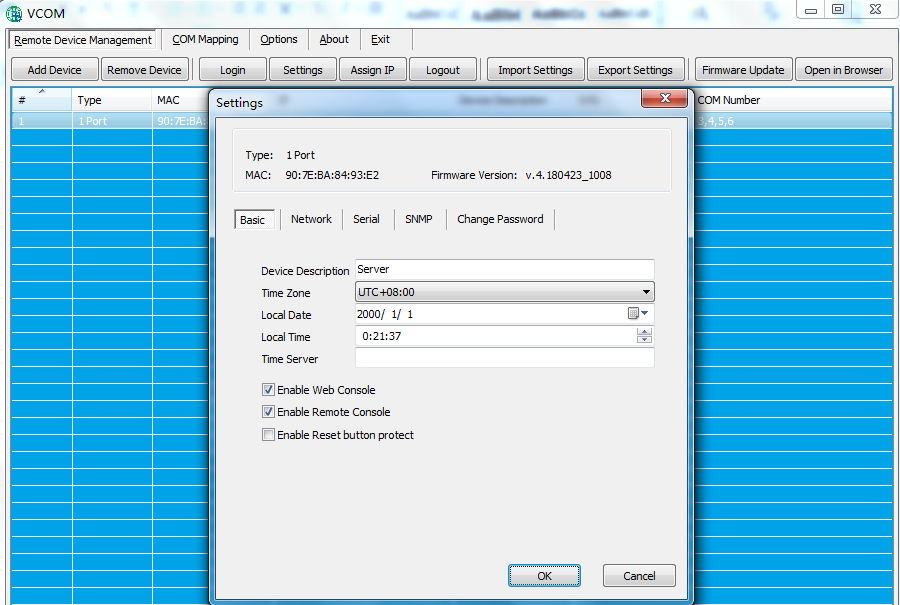 VCOM
Remote Device Management COM Mapping Options About Exit
Add Device Remove Device Login Settings Assign IP Logout Import Settings Export Settings Firmware Update Open in Browser
# Type MAC COM Number
1 1 Port 90:7E:BA: 3,4,5,6
Settings
Type: 1 Port
MAC: 90:7E:BA:84:93:E2 Firmware Version: v.4.180423_1008
Basic Network Serial SNMP Change Password
Device Description Server
Time Zone UTC+08:00
Local Date 2000/ 1/ 1
Local Time 0:21:37
Time Server
Enable Web Console
Enable Remote Console
Enable Reset button protect
OK Cancel